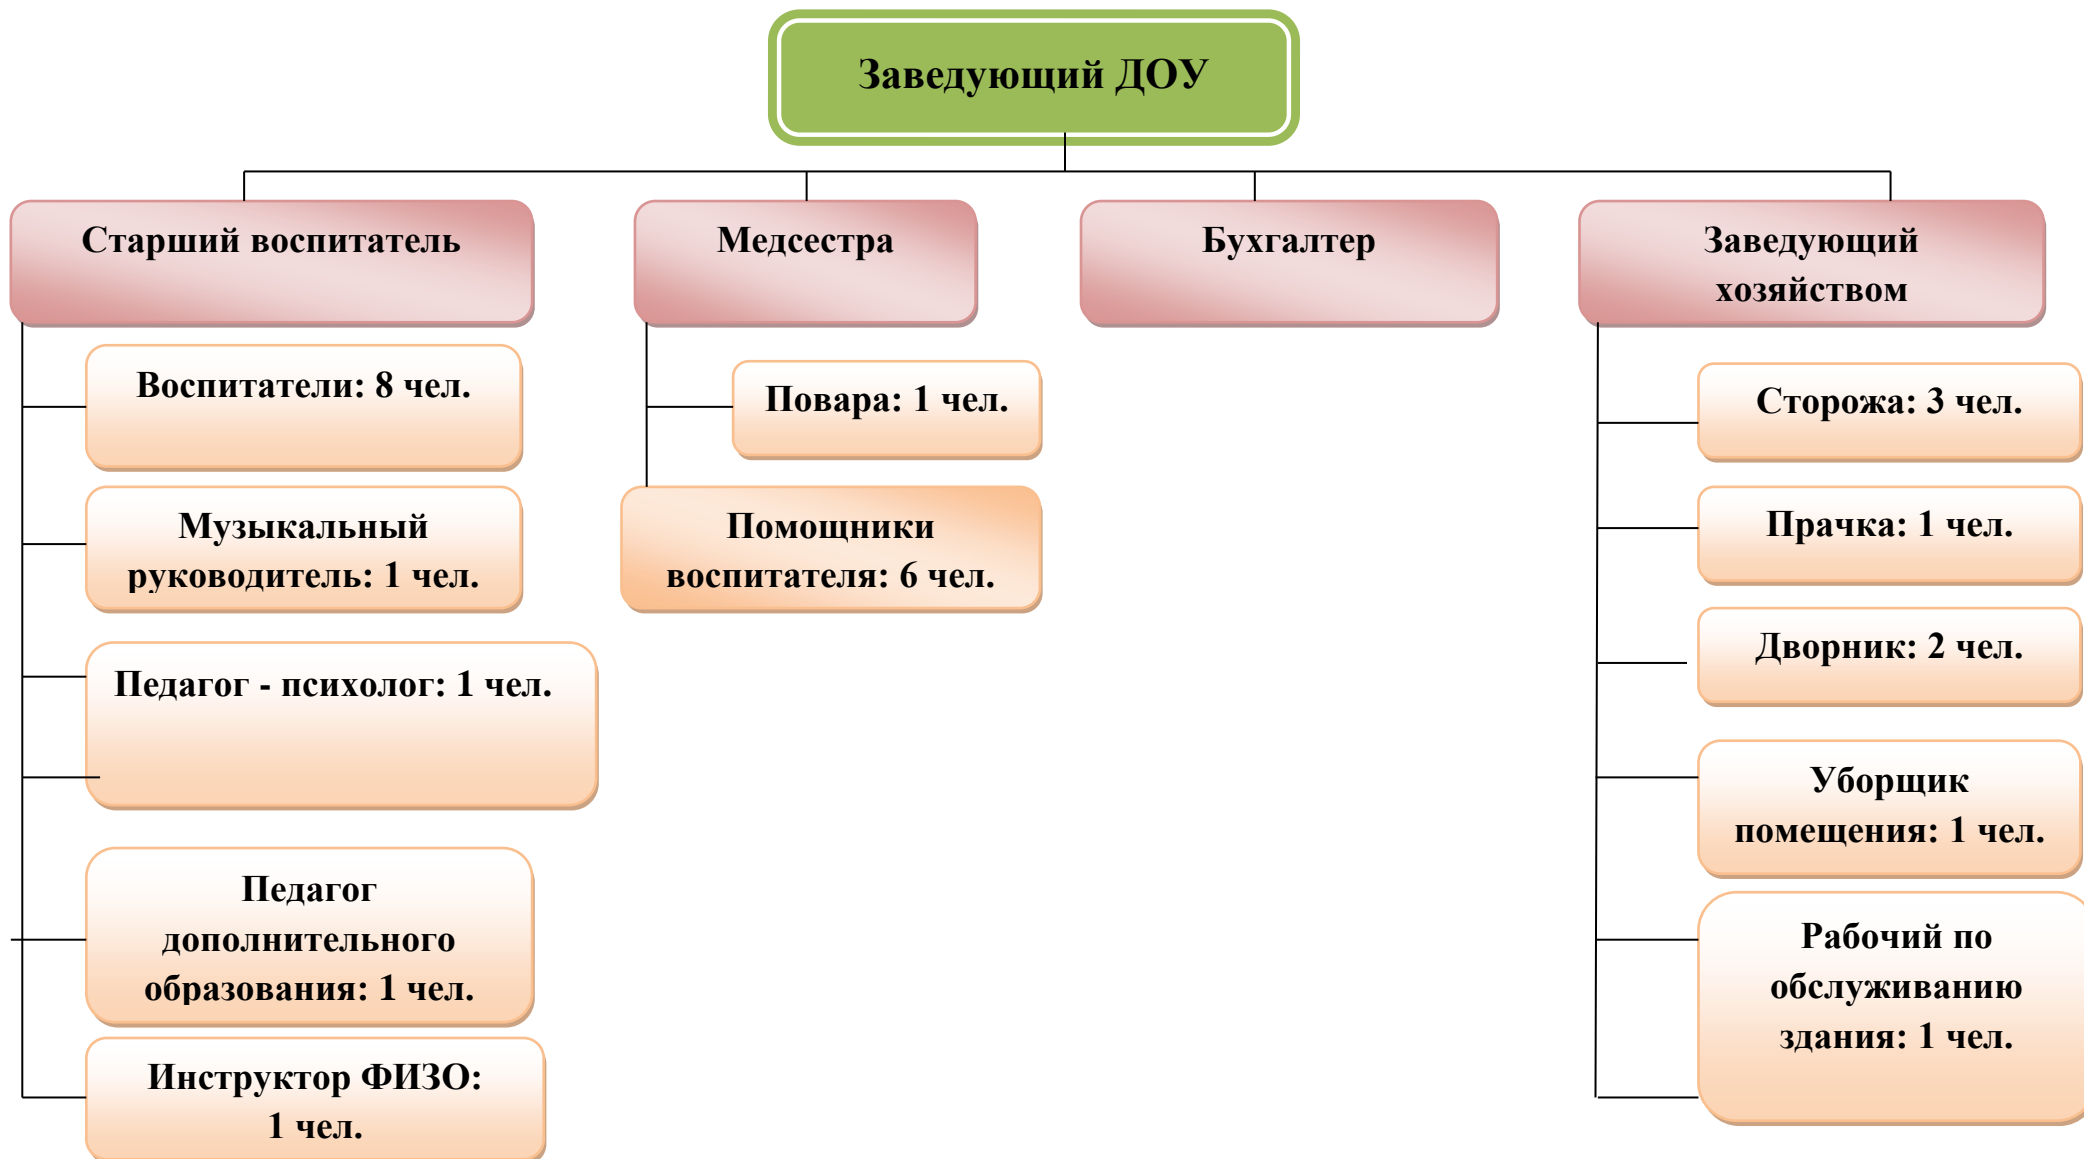 Заведующий ДОУ
Старший воспитатель
Медсестра
Бухгалтер
Заведующий
хозяйством
Воспитатели: 8 чел.
Музыкальный
руководитель: 1 чел.
Педагог - психолог: 1 чел.
Педагог
дополнительного
образования: 1 чел.
Инструктор ФИЗО:
1 чел.
Повара: 1 чел.
Помощники
воспитателя: 6 чел.
Сторожа: 3 чел.
Прачка: 1 чел.
Дворник: 2 чел.
Уборщик
помещения: 1 чел.
Рабочий по
обслуживанию
здания: 1 чел.